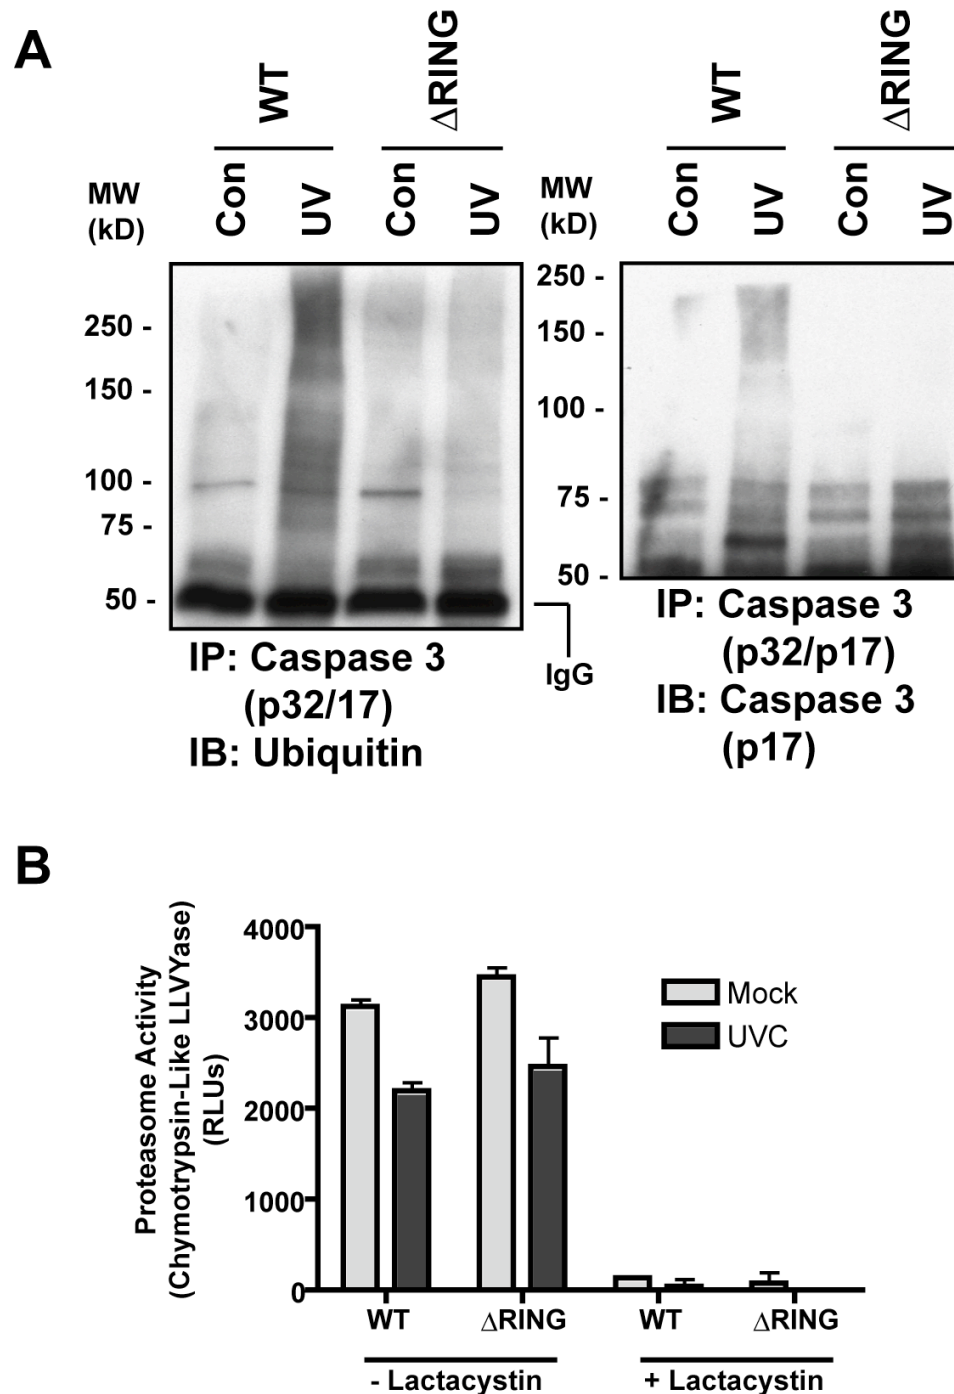 A
WT
ΔRING
WT
ΔRING
MW
(kD)
Con
UV
Con
UV
MW
(kD)
Con
UV
Con
UV
250 -
150 -
100 -
75 -
50 -
250 -
150 -
100 -
75 -
50 -
IgG
IP: Caspase 3
(p32/17)
IB: Ubiquitin
IP: Caspase 3
(p32/p17)
IB: Caspase 3
(p17)
B
Proteasome Activity
(Chymotrypsin-Like LLVYase)
(RLUs)
4000
3000
2000
1000
0
Mock
UVC
WT
ΔRING
WT
ΔRING
- Lactacystin
+ Lactacystin